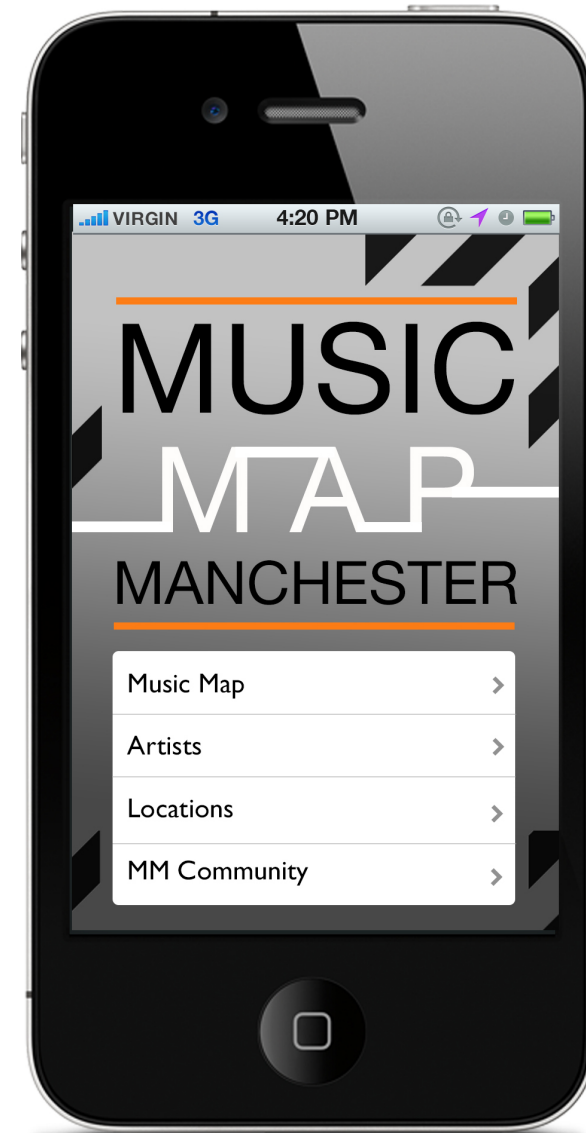 VIRGIN 3G 4:20 PM
MUSIC
MAP
MANCHESTER
Music Map
Artists
Locations
MM Community